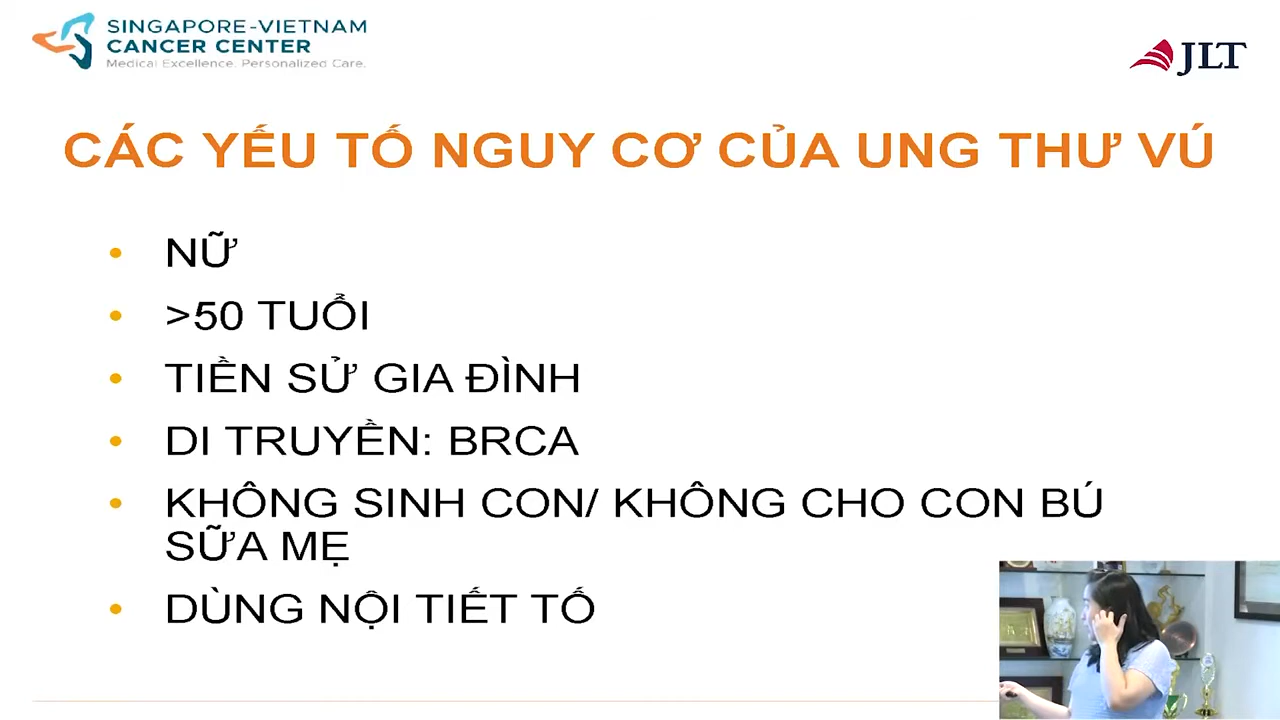 SINGAPORE-VIETNAM
CANCER CENTER
Medical Excellence. Personalized Care.
JLT
CÁC YẾU TỐ NGUY CƠ CỦA UNG THƯ VÚ
• NỮ
• >50 TUỔI
• TIỀN SỬ GIA ĐÌNH
• DI TRUYỀN: BRCA
• KHÔNG SINH CON/ KHÔNG CHO CON BÚ
SỮA MẸ
• DÙNG NỘI TIẾT TỐ